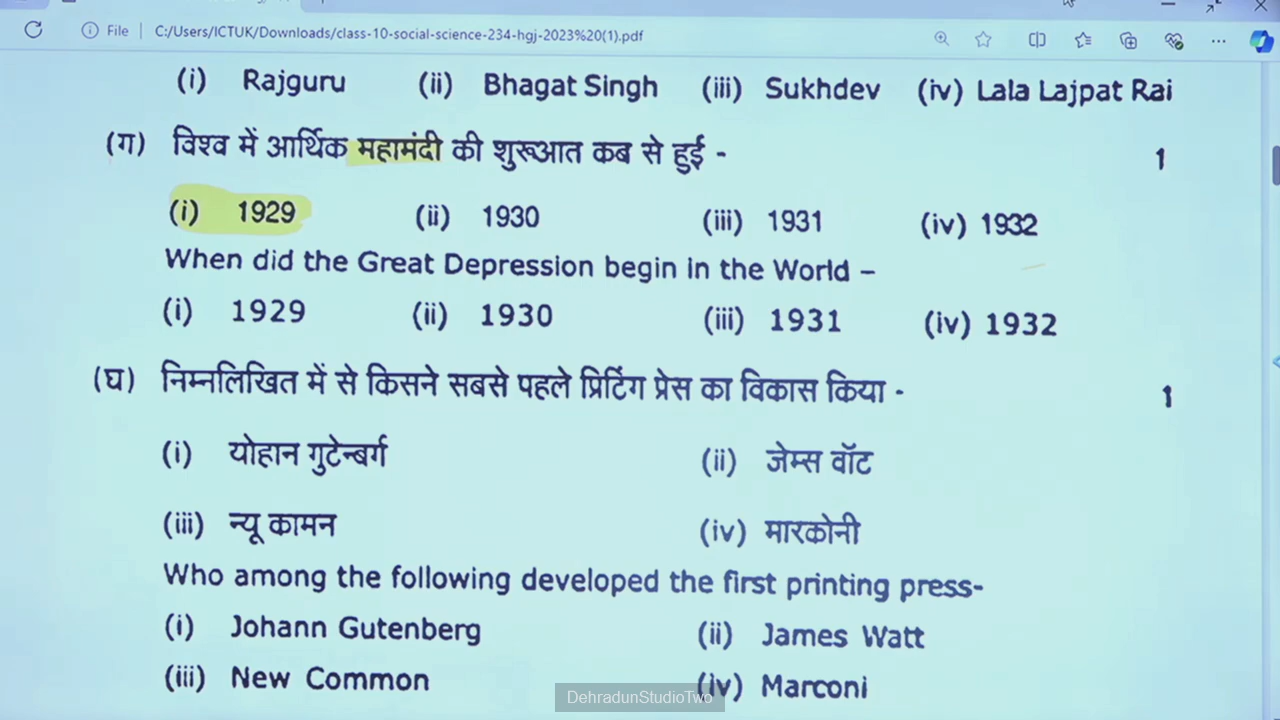 File
C:/Users/ICTUK/Downloads/class-10-social-science-234-hgj-2023%20(1).pdf
(i) Rajguru (ii) Bhagat Singh (iii) Sukhdev (iv) Lala Lajpat Rai
(ग) विश्व में आर्थिक महामंदी की शुरूआत कब से हुई - 1
(i) 1929 (ii) 1930 (iii) 1931 (iv) 1932
When did the Great Depression begin in the World –
(i) 1929 (ii) 1930 (iii) 1931 (iv) 1932
(घ) निम्नलिखित में से किसने सबसे पहले प्रिटिंग प्रेस का विकास किया - 1
(i) योहान गुटेन्बर्ग (ii) जेम्स वॉट
(iii) न्यू कामन (iv) मारकोनी
Who among the following developed the first printing press-
(i) Johann Gutenberg (ii) James Watt
(iii) New Common (iv) Marconi
DehradunStudioTwo